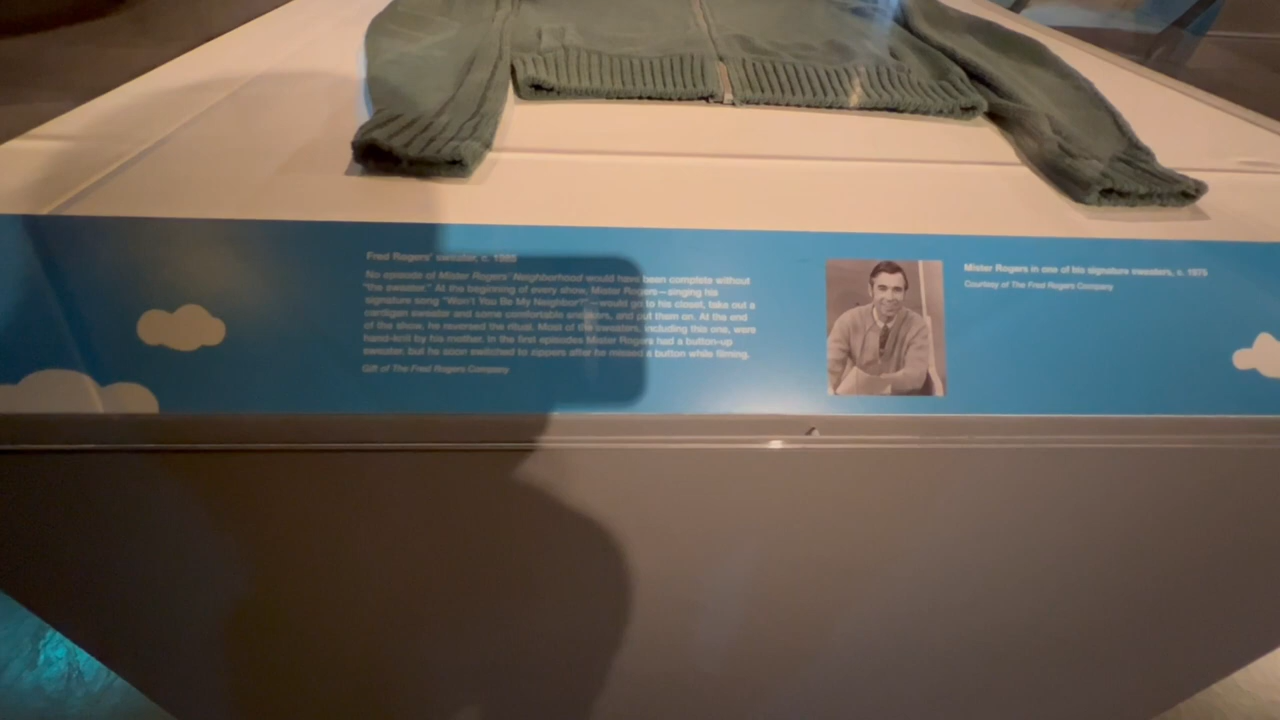 Fred Rogers' sweater, c. 1985
No episode of Mister Rogers' Neighborhood would have been complete without
"the sweater." At the beginning of every show, Mister Rogers—singing his
signature song "Won't You Be My Neighbor?"—would go to his closet, take out a
cardigan sweater and some comfortable sneakers, and put them on. At the end
of the show, he reversed the ritual. Most of the sweaters, including this one, were
hand-knit by his mother. In the first episodes Mister Rogers had a button-up
sweater, but he soon switched to zippers after he missed a button while filming.
Gift of The Fred Rogers Company
Mister Rogers in one of his signature sweaters, c. 1975
Courtesy of The Fred Rogers Company